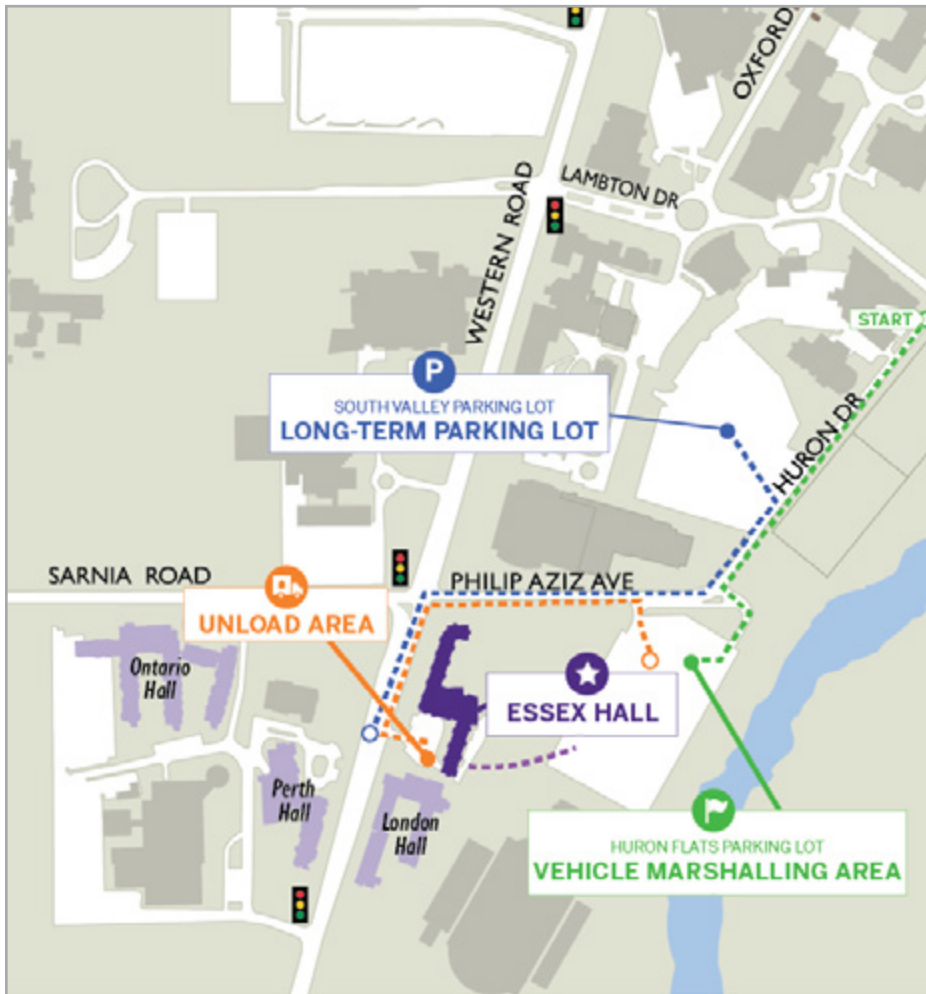 OXFORD
LAMBTON DR
WESTERN ROAD
START
P
SOUTH VALLEY PARKING LOT
LONG-TERM PARKING LOT
HURON DR
SARNIA ROAD
PHILIP AZIZ AVE
UNLOAD AREA
Ontario
Hall
ESSEX HALL
Perth
Hall
London
Hall
HURON FLATS PARKING LOT
VEHICLE MARSHALLING AREA